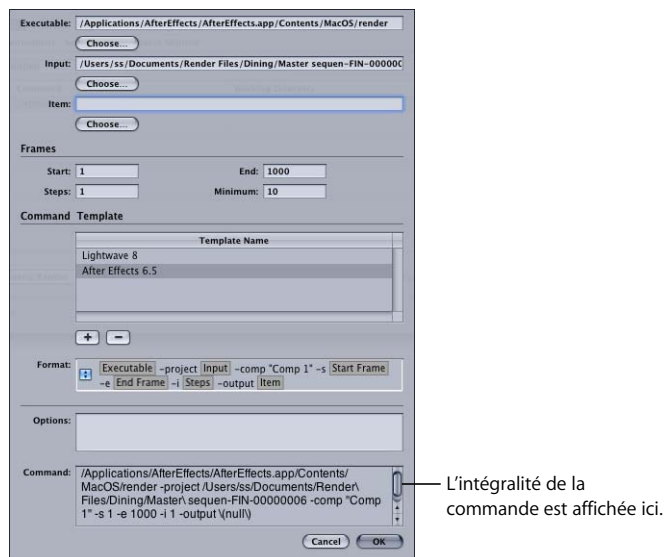 Executable: /Applications/AfterEffects/AfterEffects.app/Contents/MacOS/render
Choose...
Input: /Users/ss/Documents/Render Files/Dining/Master sequen-FIN-00000C
Choose...
Item:
Choose...
Frames
Start: 1 End: 1000
Steps: 1 Minimum: 10
Command Template
Template Name
Lightwave 8
After Effects 6.5
+ −
Format: Executable -project Input -comp "Comp 1" -s Start Frame
-e End Frame -i Steps -output Item
Options:
Command: /Applications/AfterEffects/AfterEffects.app/Contents/
MacOS/render -project /Users/ss/Documents/Render\
Files/Dining/Master\ sequen-FIN-00000006 -comp "Comp
1" -s 1 -e 1000 -i 1 -output \(null\)
L'intégralité de la
commande est affichée ici.
Cancel OK